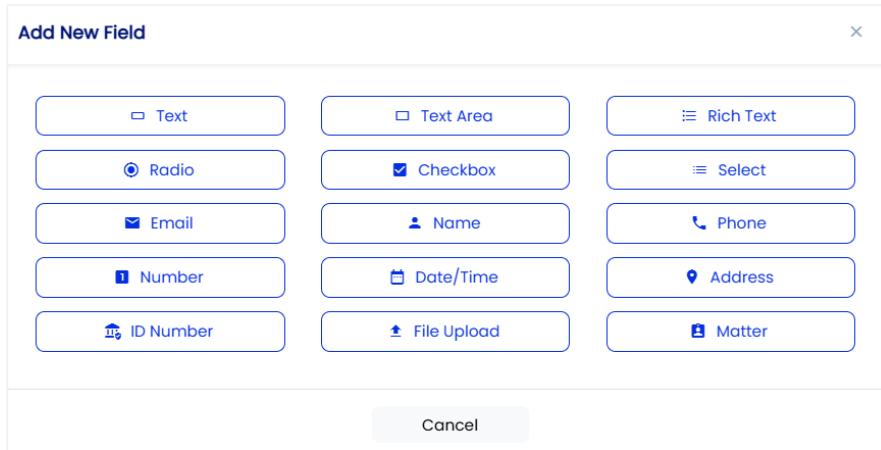 Add New Field
Text
Text Area
Rich Text
Radio
Checkbox
Select
Email
Name
Phone
Number
Date/Time
Address
ID Number
File Upload
Matter
Cancel